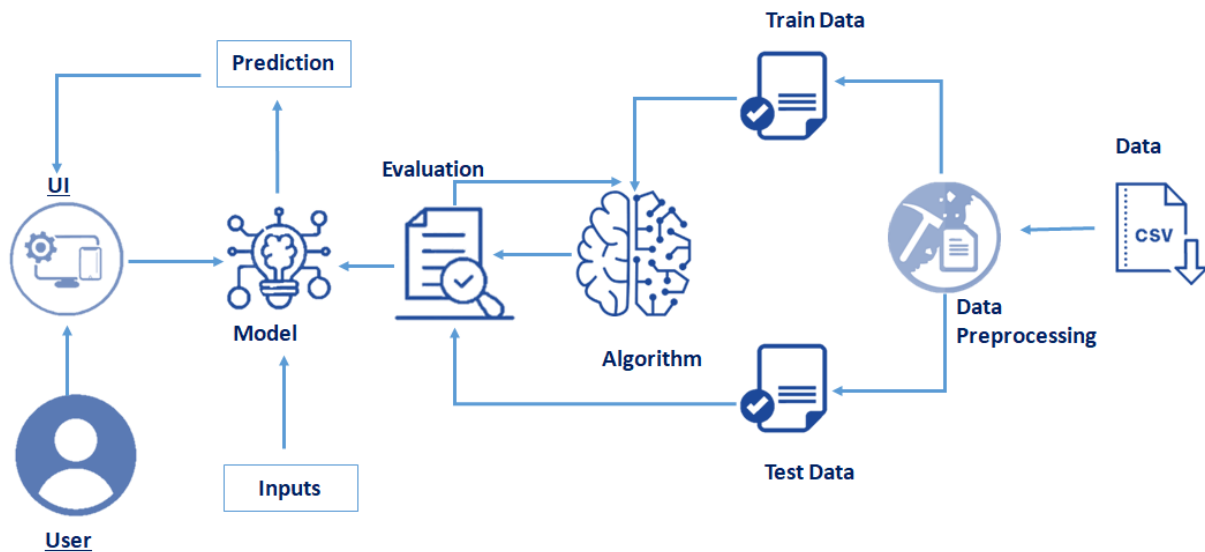 Train Data
Prediction
Data
Evaluation
UI
CSV
Data
Preprocessing
Model
Algorithm
Test Data
Inputs
User